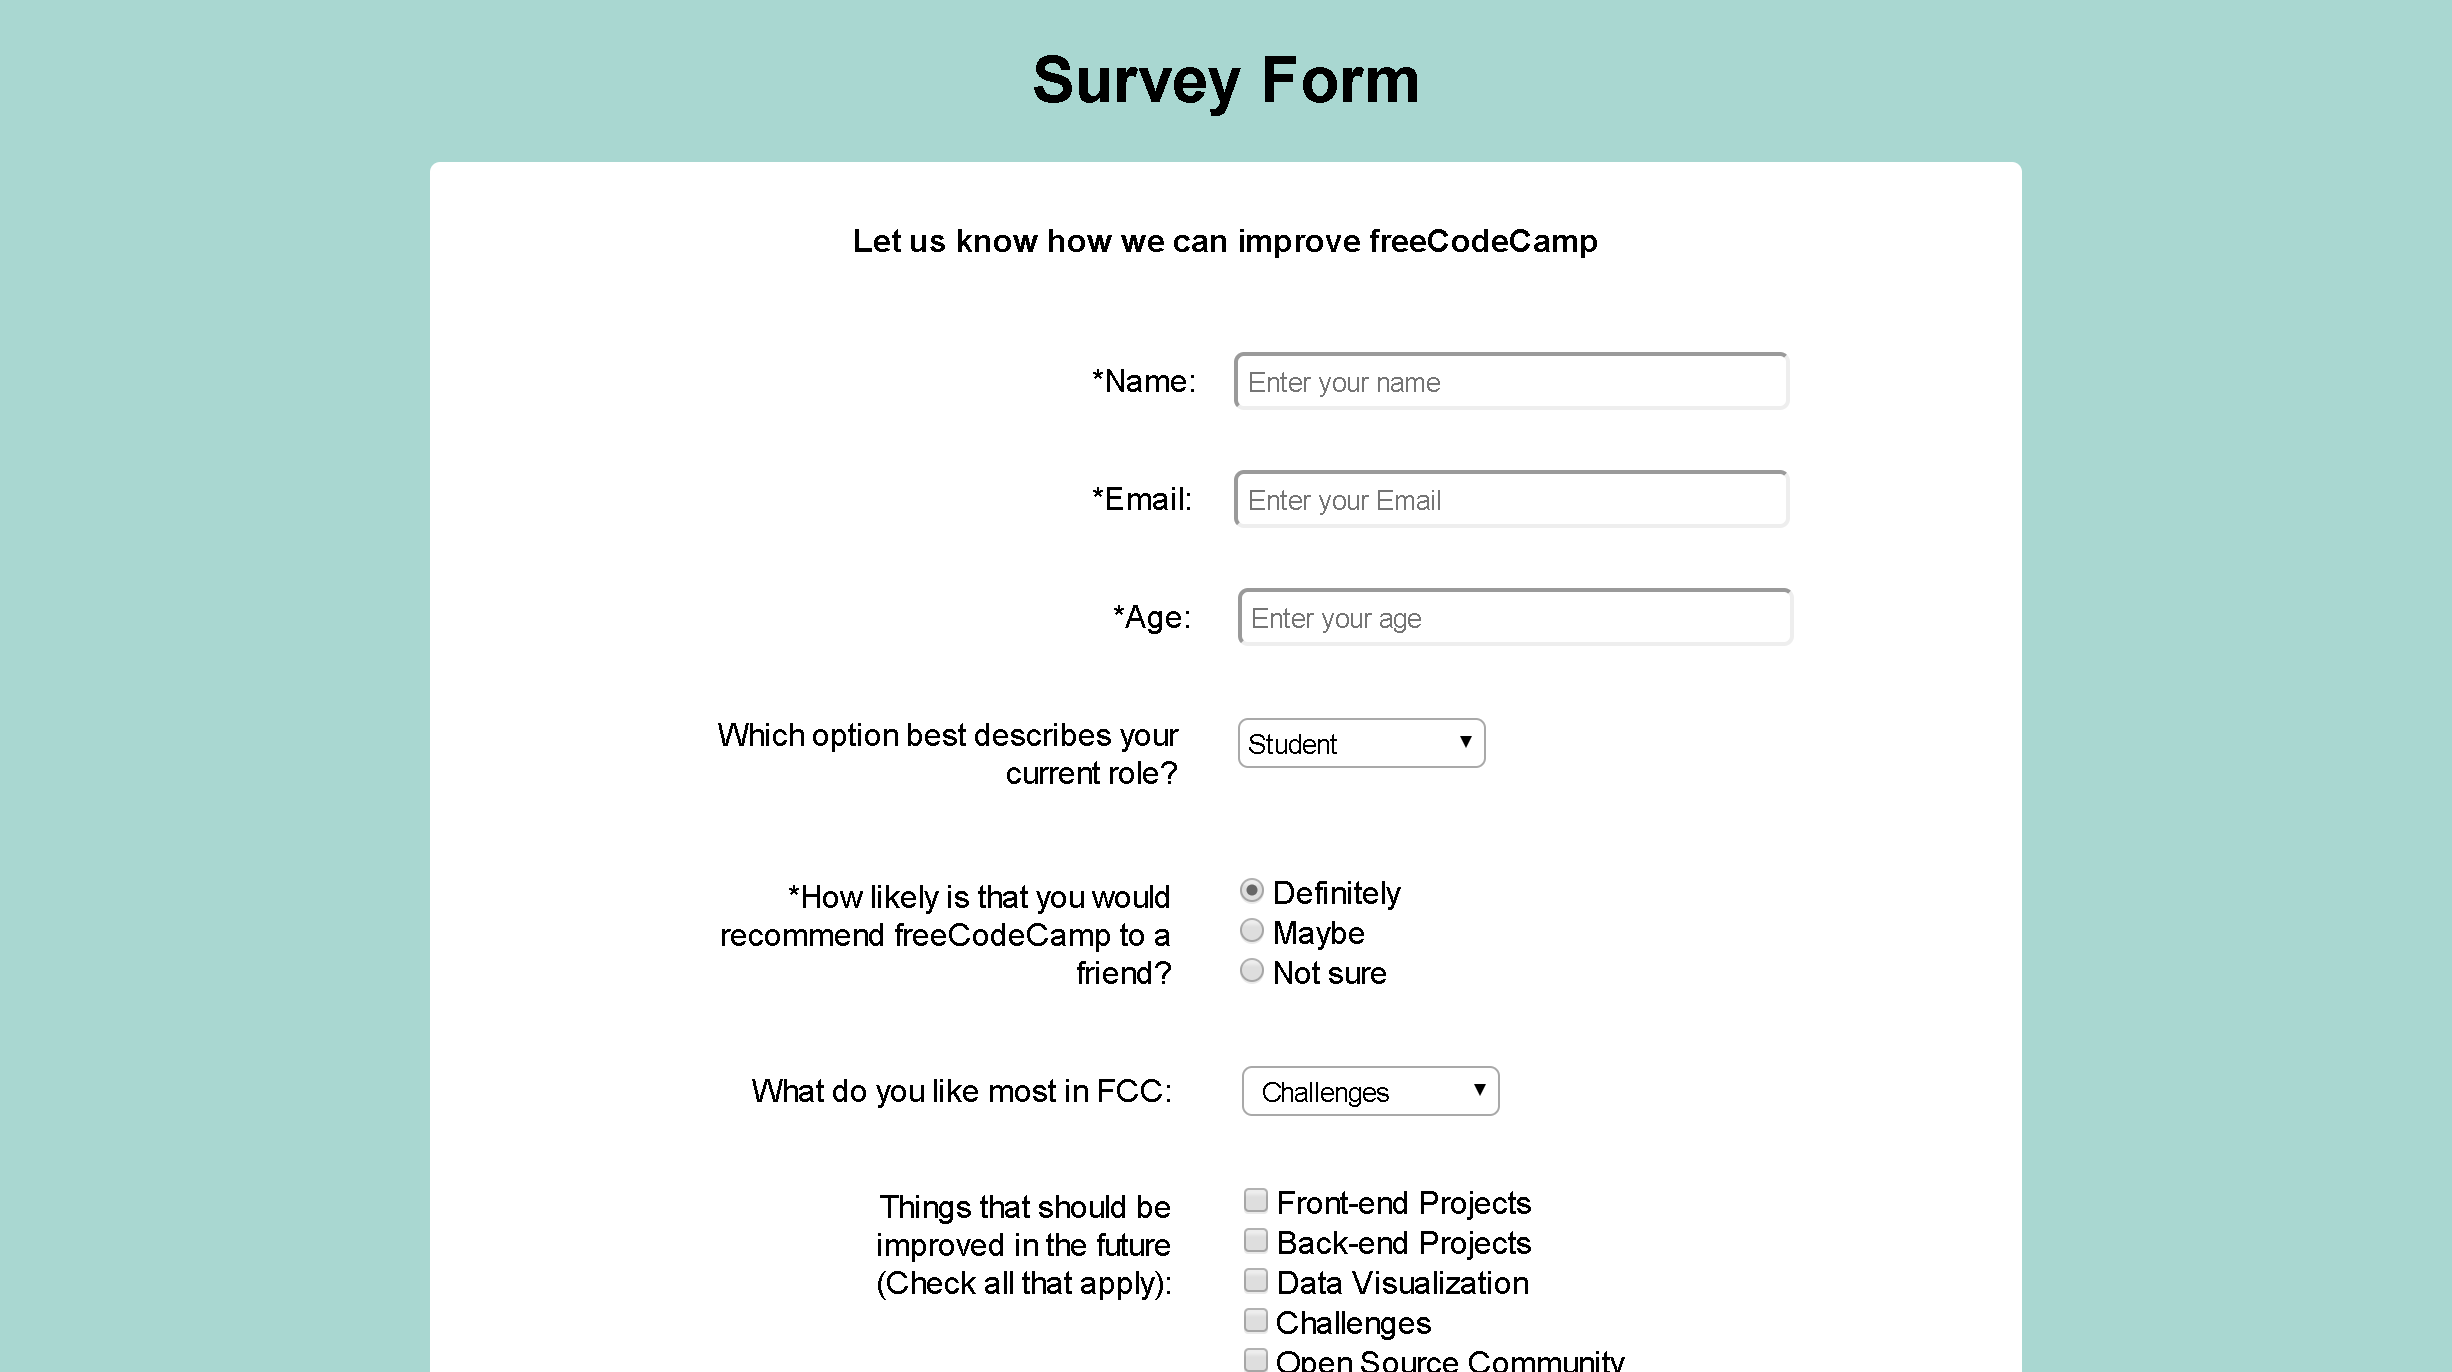 Survey Form
Let us know how we can improve freeCodeCamp
*Name:
Enter your name
*Email:
Enter your Email
*Age:
Enter your age
Which option best describes your
current role?
Student
*How likely is that you would
recommend freeCodeCamp to a
friend?
Definitely
Maybe
Not sure
What do you like most in FCC:
Challenges
Things that should be
improved in the future
(Check all that apply):
Front-end Projects
Back-end Projects
Data Visualization
Challenges
Open Source Community